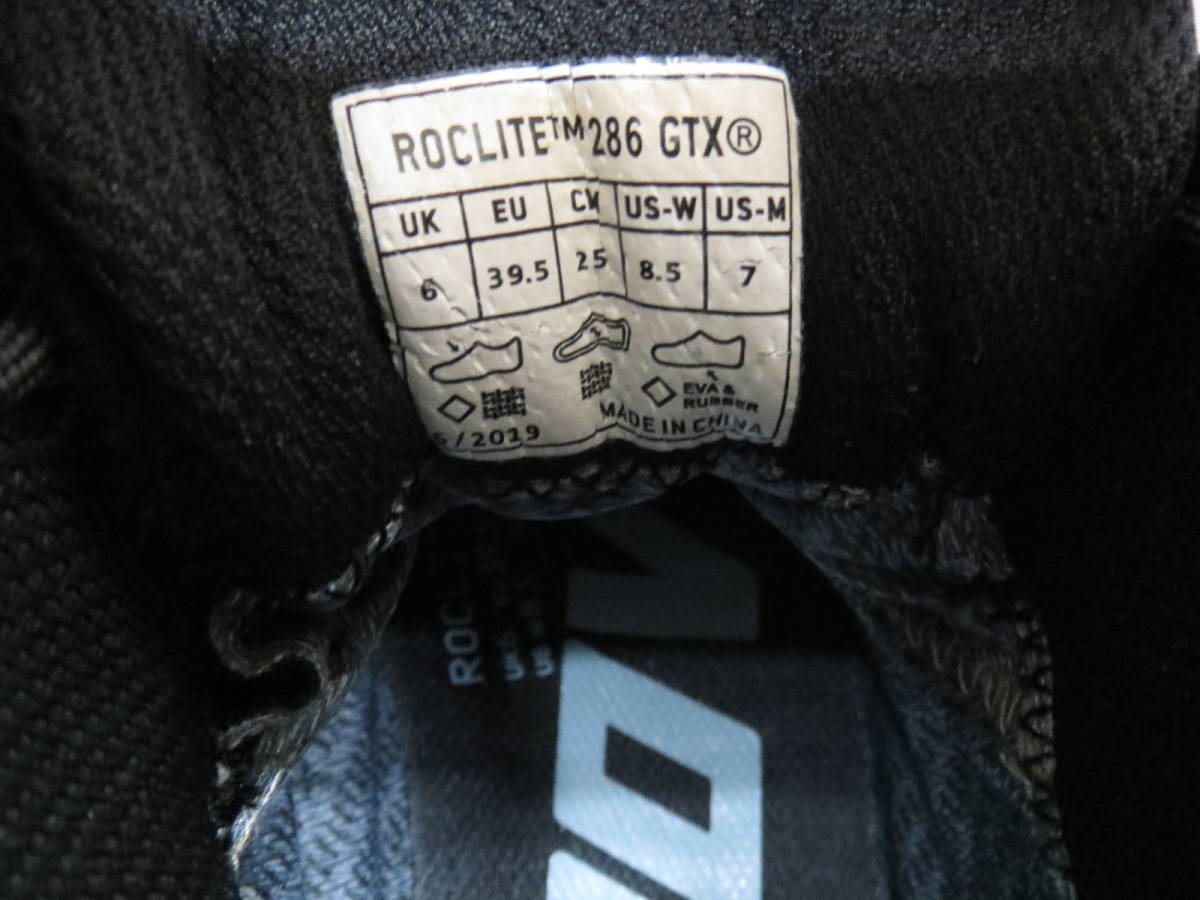 ROCLITE™ 286 GTX®
UK EU CM US-W US-M
6 39.5 25 8.5 7
EVA &
RUBBER
5/2019 MADE IN CHINA